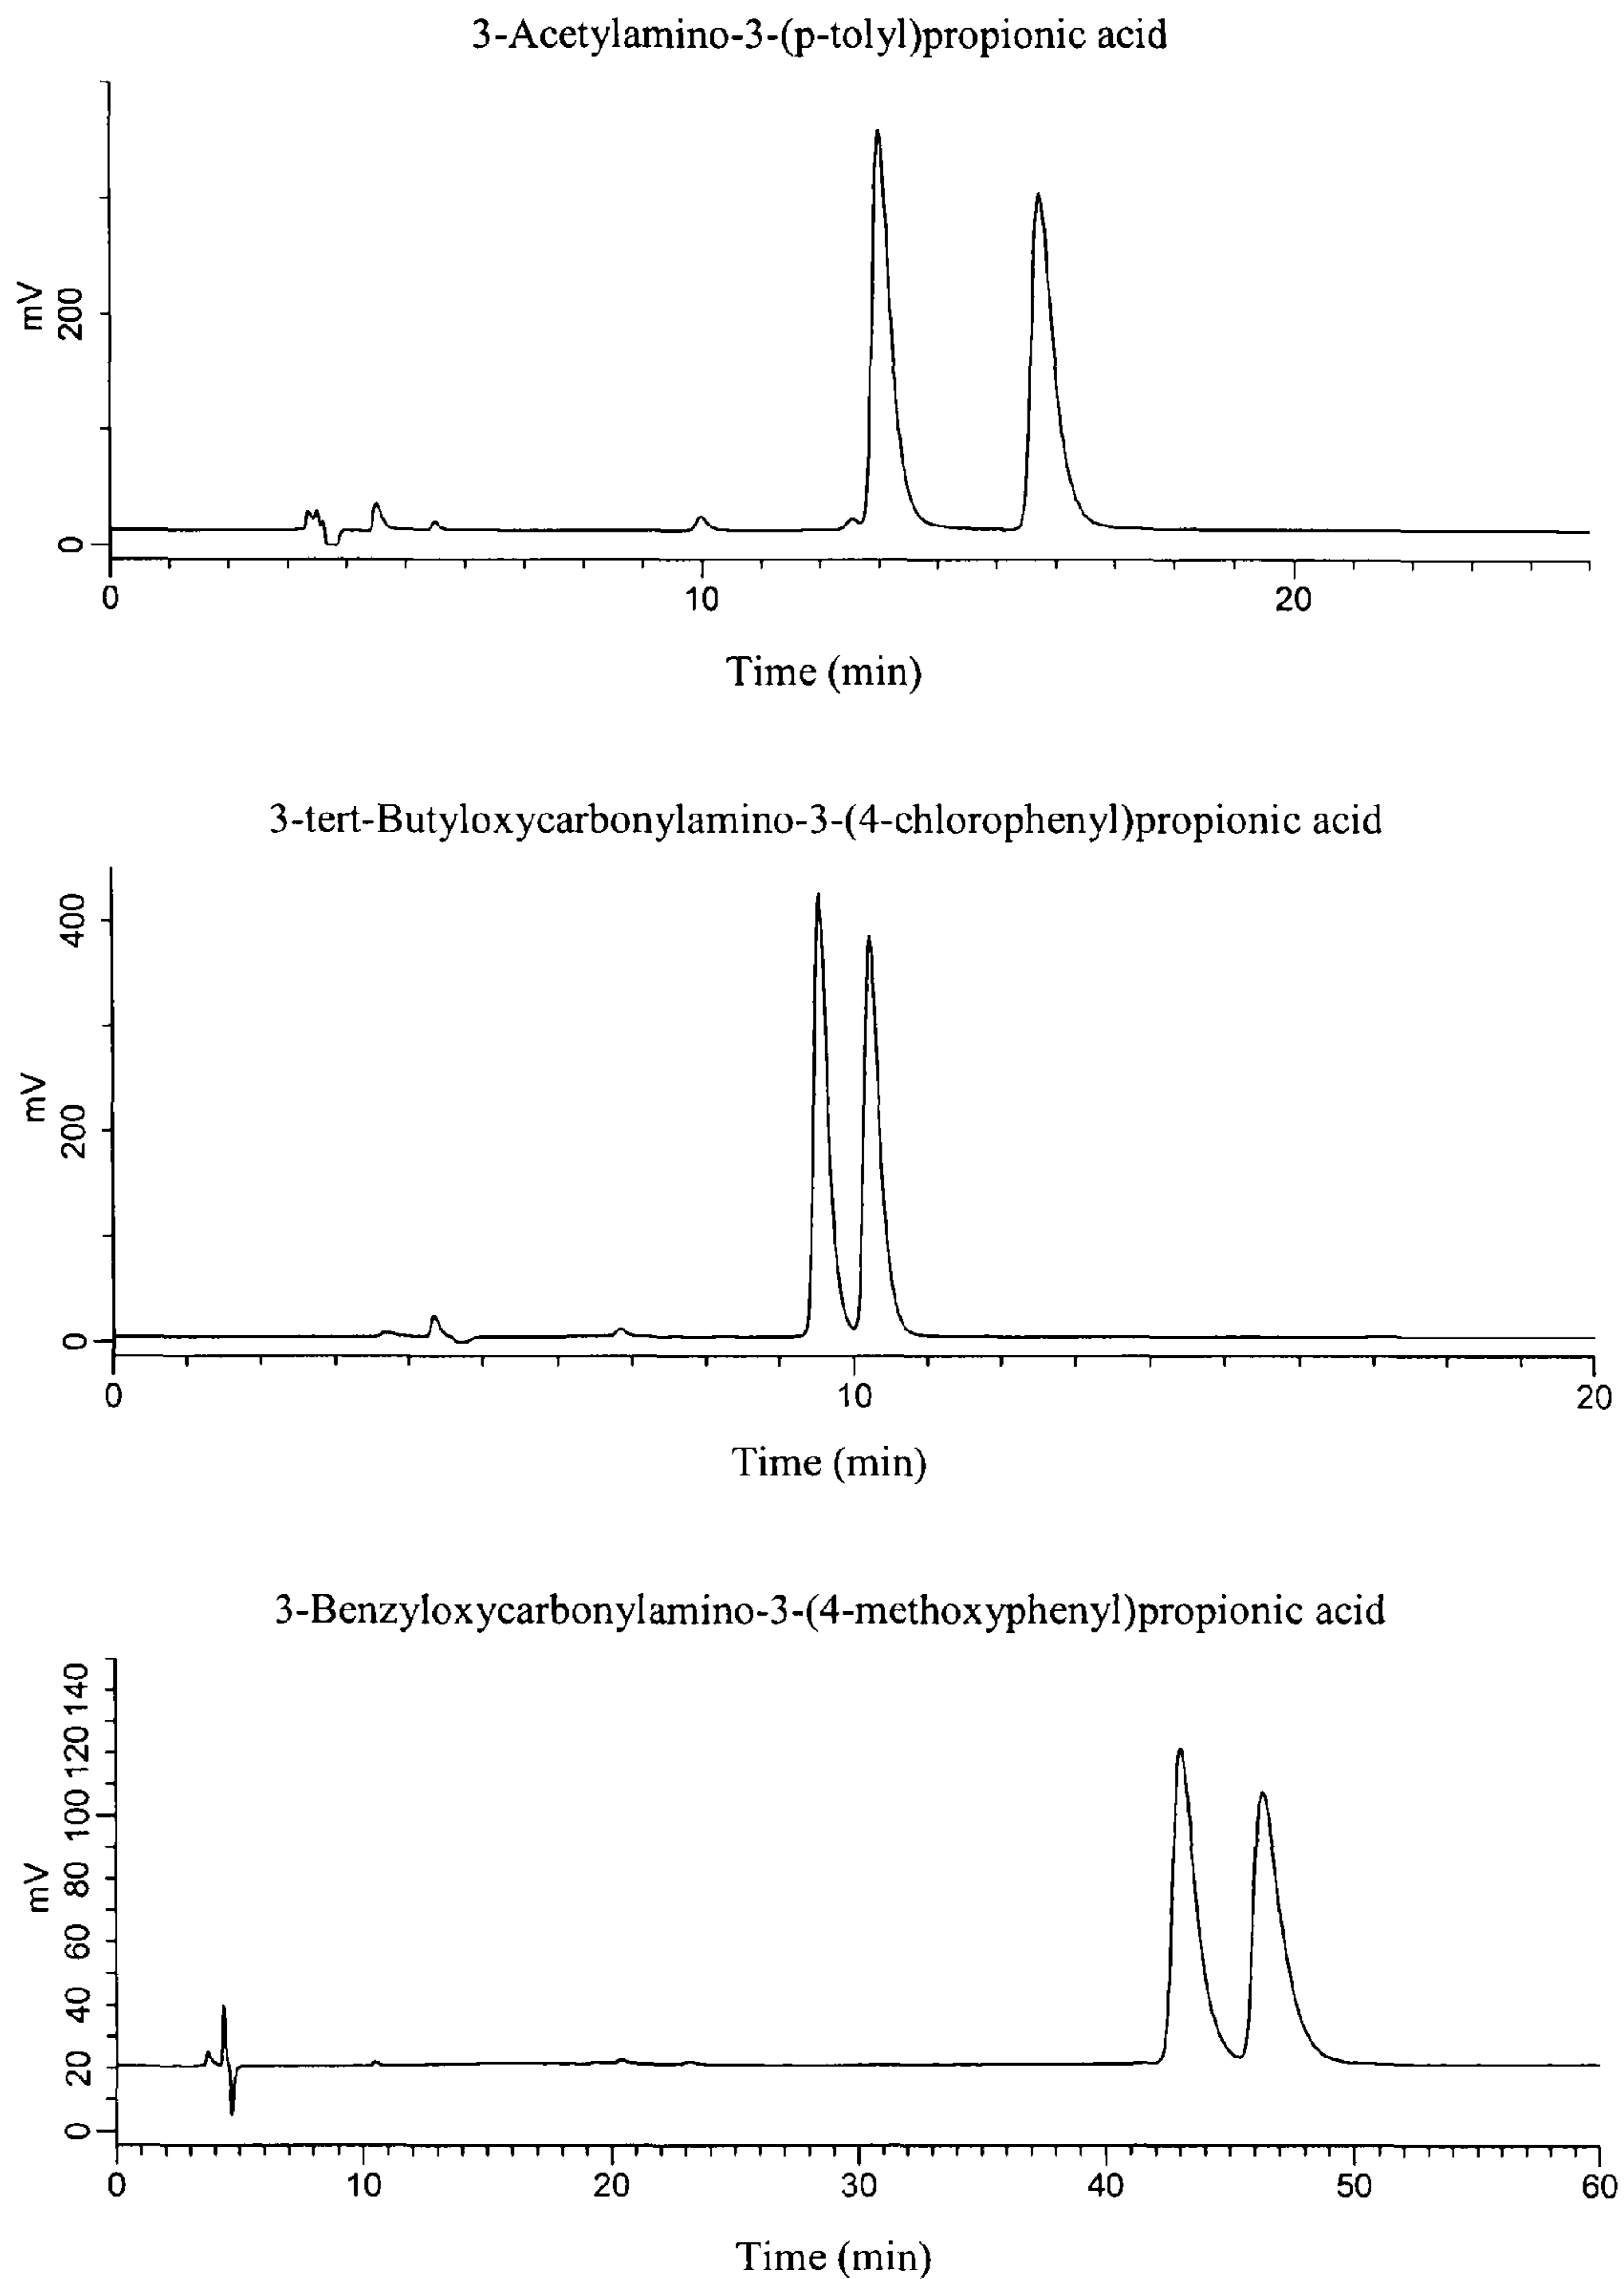 3-Acetylamino-3-(p-tolyl)propionic acid
mV
200
0
0 10 20
Time (min)
3-tert-Butyloxycarbonylamino-3-(4-chlorophenyl)propionic acid
mV
400
200
0
0 10 20
Time (min)
3-Benzyloxycarbonylamino-3-(4-methoxyphenyl)propionic acid
mV
140
120
100
80
60
40
20
0
0 10 20 30 40 50 60
Time (min)